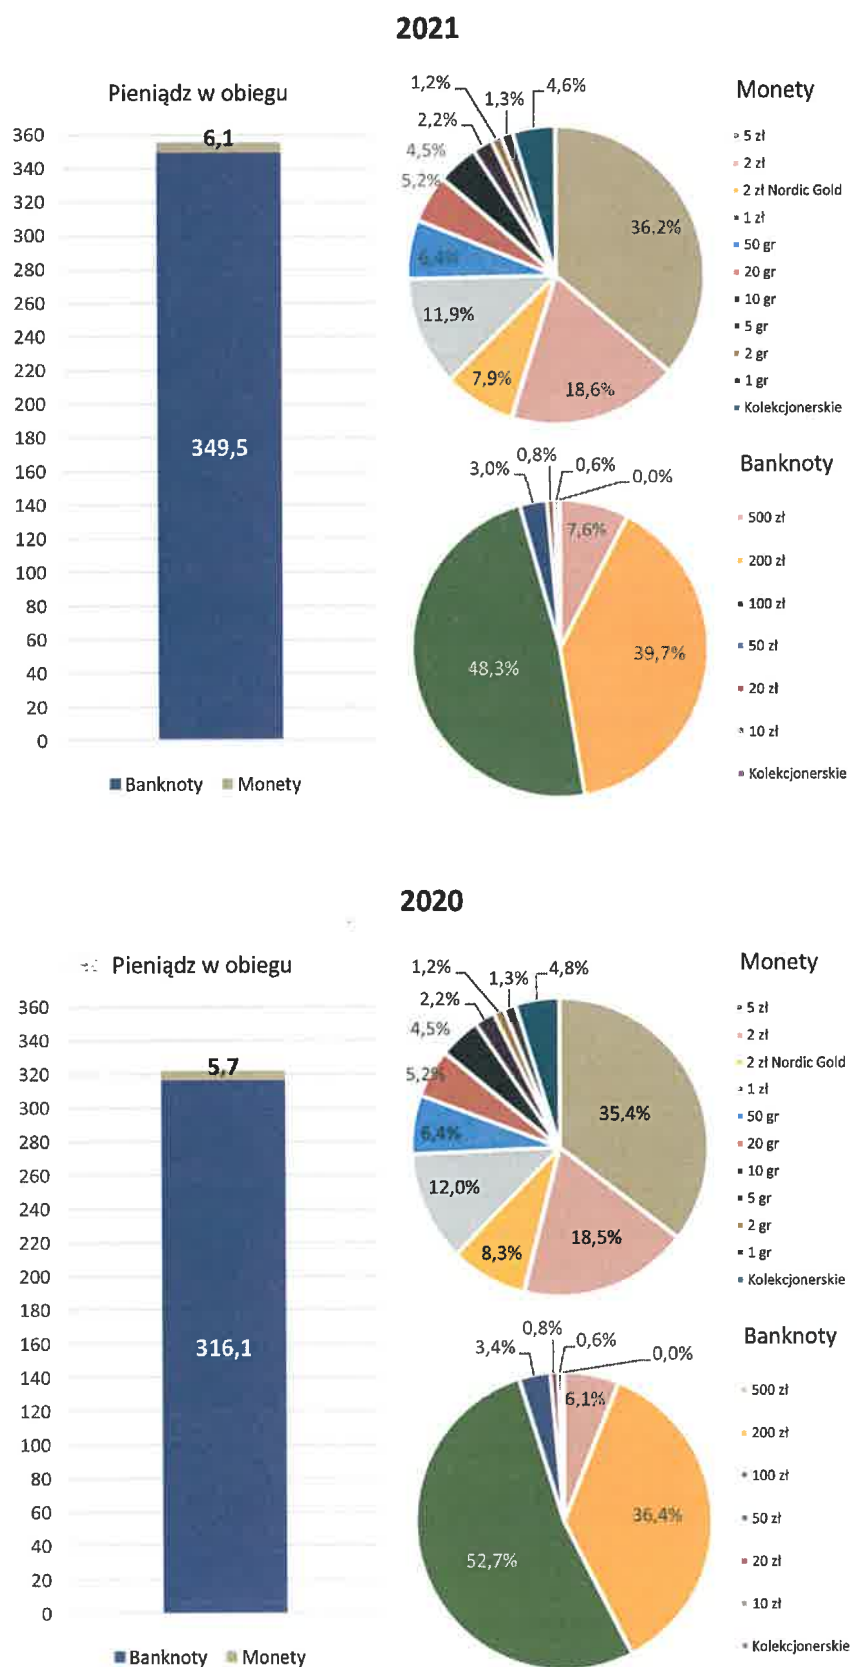 2021
Pieniądz w obiegu
360
340
320
300
280
260
240
220
200
180
160
140
120
100
80
60
40
20
0
6,1
349,5
Banknoty Monety
1,2%
4,6%
2,2%
1,3%
4,5%
5,2%
6,4%
11,9%
7,9%
18,6%
36,2%
Monety
5 zł
2 zł
2 zł Nordic Gold
1 zł
50 gr
20 gr
10 gr
5 gr
2 gr
1 gr
Kolekcjonerskie
3,0%
0,8%
0,6%
0,0%
7,6%
39,7%
48,3%
Banknoty
500 zł
200 zł
100 zł
50 zł
20 zł
10 zł
Kolekcjonerskie
2020
Pieniądz w obiegu
360
340
320
300
280
260
240
220
200
180
160
140
120
100
80
60
40
20
0
5,7
316,1
Banknoty Monety
1,2%
4,8%
2,2%
1,3%
4,5%
5,2%
6,4%
12,0%
8,3%
18,5%
35,4%
Monety
5 zł
2 zł
2 zł Nordic Gold
1 zł
50 gr
20 gr
10 gr
5 gr
2 gr
1 gr
Kolekcjonerskie
3,4%
0,8%
0,6%
0,0%
6,1%
36,4%
52,7%
Banknoty
500 zł
200 zł
100 zł
50 zł
20 zł
10 zł
Kolekcjonerskie